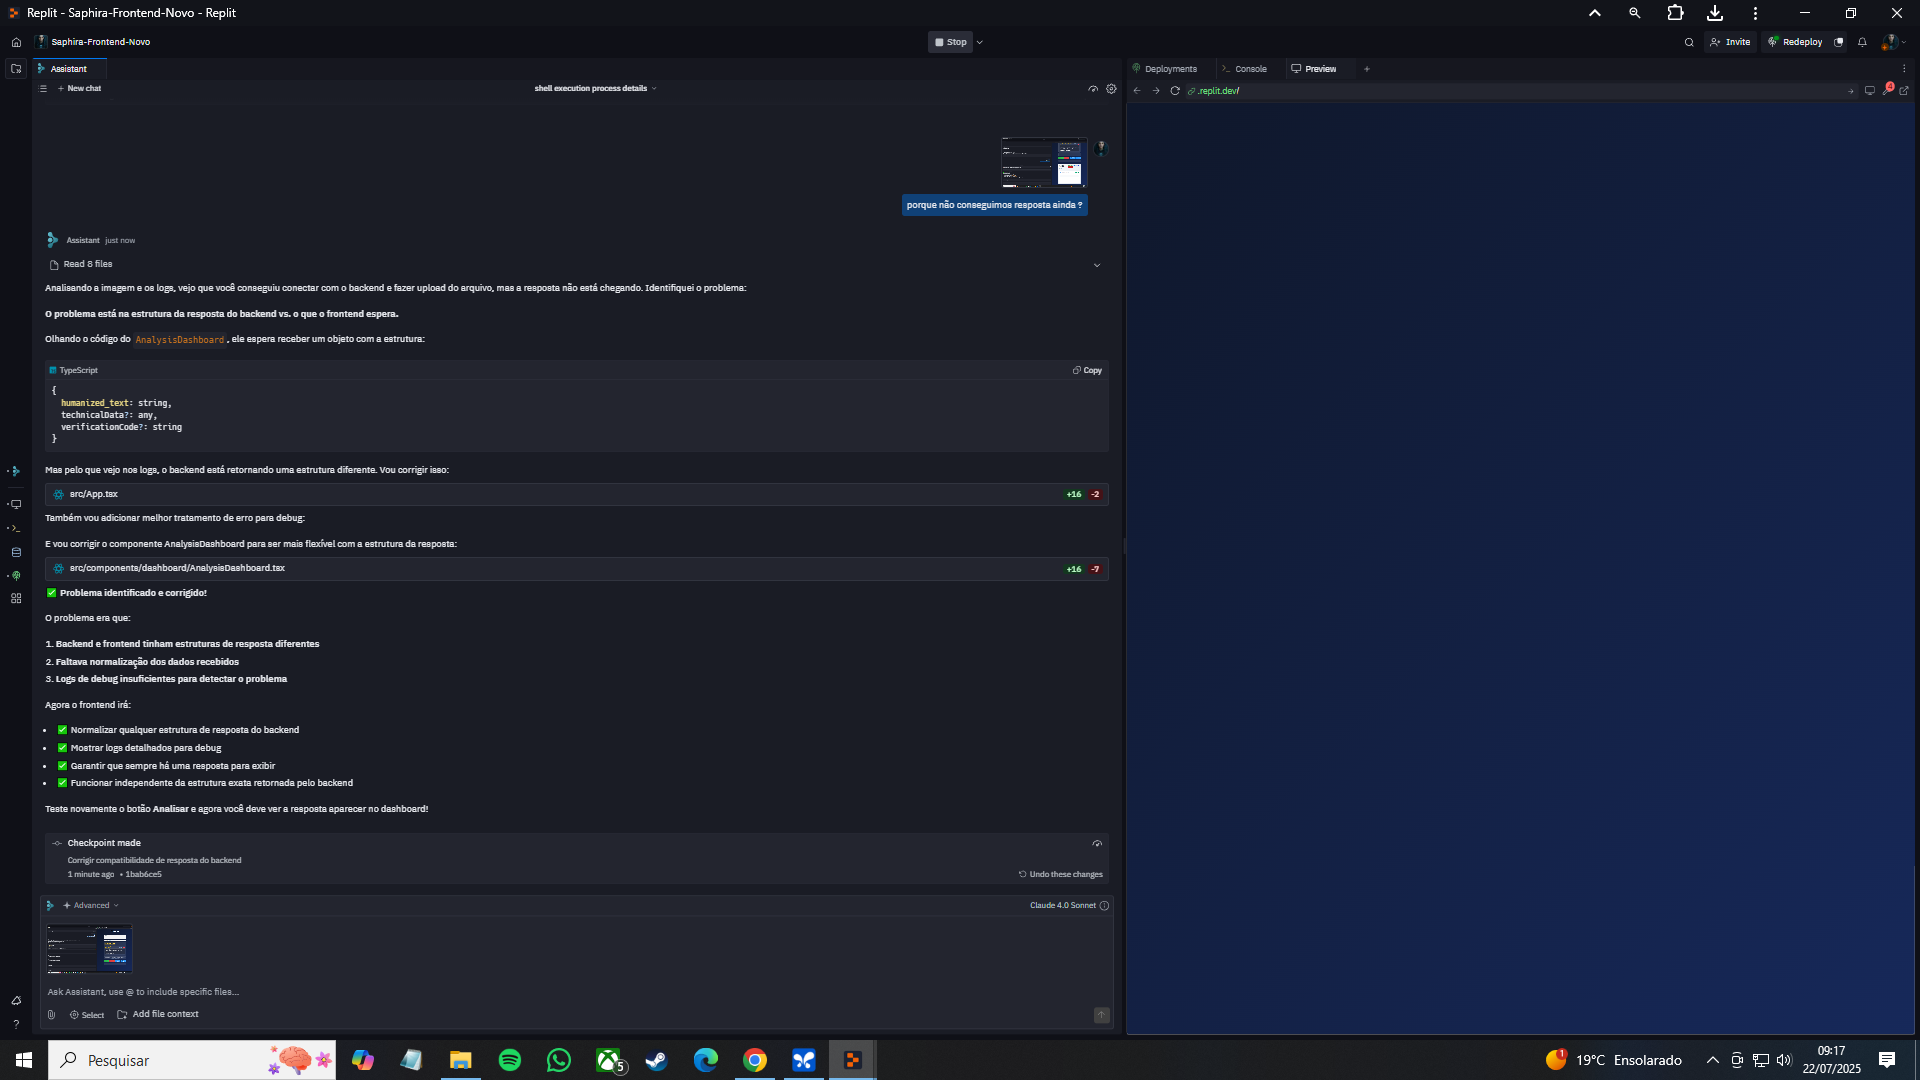 Replit - Saphira-Frontend-Novo - Replit
Saphira-Frontend-Novo
Stop
Invite
Redeploy
Assistant
Deployments
Console
Preview
New chat
shell execution process details
.replit.dev/
4
porque não conseguimos resposta ainda ?
Assistant just now
Read 8 files
Analisando a imagem e os logs, vejo que você conseguiu conectar com o backend e fazer upload do arquivo, mas a resposta não está chegando. Identifiquei o problema:
O problema está na estrutura da resposta do backend vs. o que o frontend espera.
Olhando o código do AnalysisDashboard, ele espera receber um objeto com a estrutura:
TypeScript
Copy
{
humanized_text: string,
technicalData?: any,
verificationCode?: string
}
Mas pelo que vejo nos logs, o backend está retornando uma estrutura diferente. Vou corrigir isso:
src/App.tsx
+16 -2
Também vou adicionar melhor tratamento de erro para debug:
E vou corrigir o componente AnalysisDashboard para ser mais flexível com a estrutura da resposta:
src/components/dashboard/AnalysisDashboard.tsx
+16 -7
✅ Problema identificado e corrigido!
O problema era que:
1. Backend e frontend tinham estruturas de resposta diferentes
2. Faltava normalização dos dados recebidos
3. Logs de debug insuficientes para detectar o problema
Agora o frontend irá:
• ✅ Normalizar qualquer estrutura de resposta do backend
• ✅ Mostrar logs detalhados para debug
• ✅ Garantir que sempre há uma resposta para exibir
• ✅ Funcionar independente da estrutura exata retornada pelo backend
Teste novamente o botão Analisar e agora você deve ver a resposta aparecer no dashboard!
Checkpoint made
Corrigir compatibilidade de resposta do backend
1 minute ago • 1bab6ce5
Undo these changes
Advanced
Claude 4.0 Sonnet
Ask Assistant, use @ to include specific files...
Select
Add file context
Pesquisar
5
1
19°C Ensolarado
09:17
22/07/2025